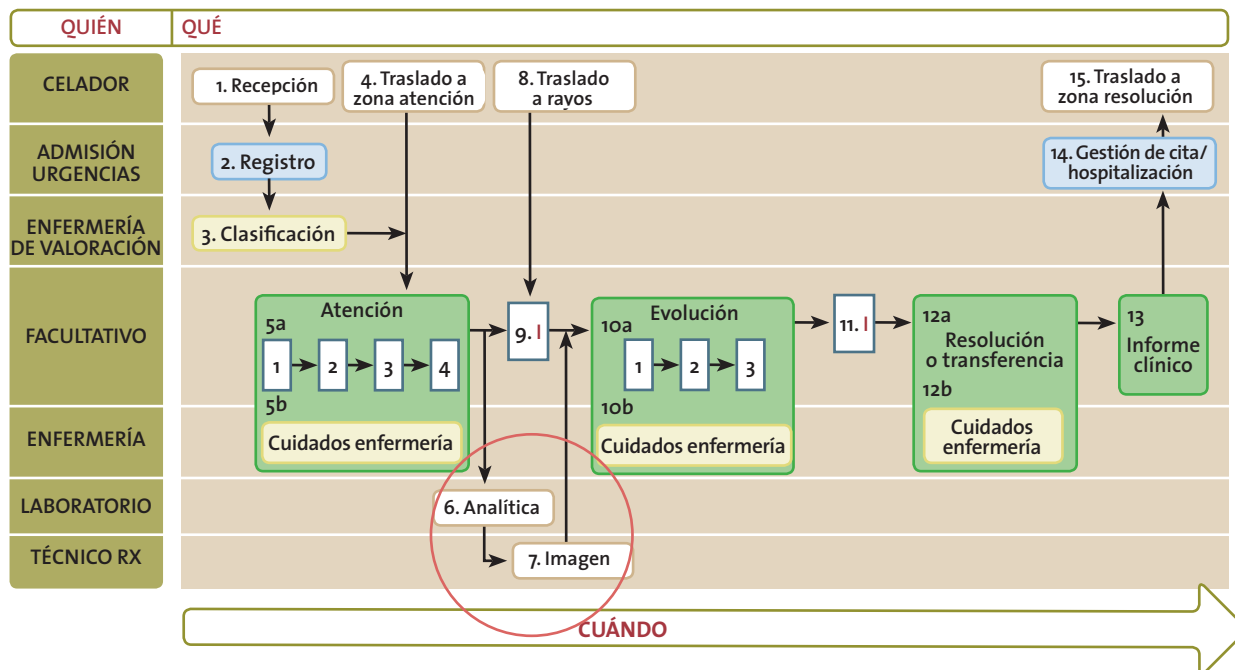 QUIÉN
QUÉ
CELADOR
1. Recepción
4. Traslado a
zona atención
8. Traslado
a rayos
15. Traslado a
zona resolución
ADMISIÓN
URGENCIAS
2. Registro
14. Gestión de cita/
hospitalización
ENFERMERÍA
DE VALORACIÓN
3. Clasificación
FACULTATIVO
Atención
5a
1
2
3
4
5b
9. I
Evolución
10a
1
2
3
10b
11. I
12a
Resolución
o transferencia
12b
13
Informe
clínico
ENFERMERÍA
Cuidados enfermería
Cuidados enfermería
Cuidados
enfermería
LABORATORIO
6. Analítica
TÉCNICO RX
7. Imagen
CUÁNDO